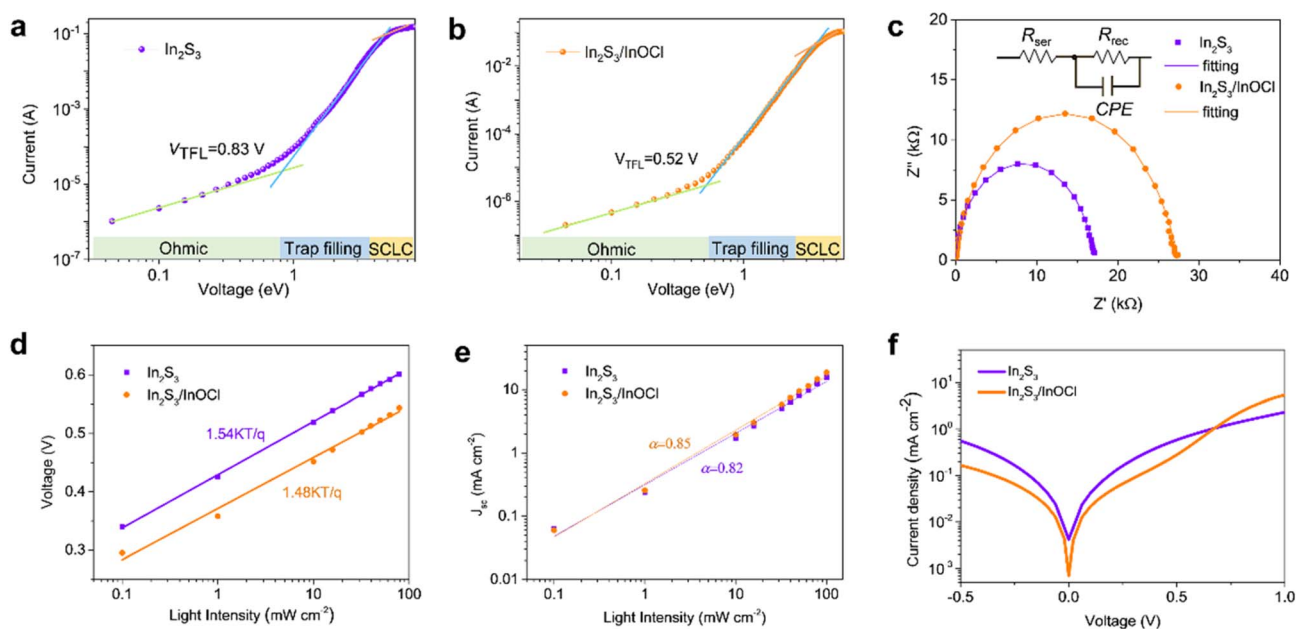 a
In₂S₃
V_TFL=0.83 V
Current (A)
10⁻¹
10⁻³
10⁻⁵
10⁻⁷
Ohmic
Trap filling
SCLC
0.1
1
Voltage (eV)
b
In₂S₃/InOCl
V_TFL=0.52 V
Current (A)
10⁻²
10⁻⁴
10⁻⁶
Ohmic
Trap filling
SCLC
0.1
1
Voltage (eV)
c
R_ser
R_rec
CPE
In₂S₃
fitting
In₂S₃/InOCl
fitting
Z'' (kΩ)
20
15
10
5
0
0 10 20 30 40
Z' (kΩ)
d
In₂S₃
In₂S₃/InOCl
1.54KT/q
1.48KT/q
Voltage (V)
0.6
0.5
0.4
0.3
0.1 1 10 100
Light Intensity (mW cm⁻²)
e
In₂S₃
In₂S₃/InOCl
α=0.85
α=0.82
J_sc (mA cm⁻²)
10
1
0.1
0.01
0.1 1 10 100
Light Intensity (mW cm⁻²)
f
In₂S₃
In₂S₃/InOCl
Current density (mA cm⁻²)
10¹
10⁰
10⁻¹
10⁻²
10³
-0.5 0.0 0.5 1.0
Voltage (V)